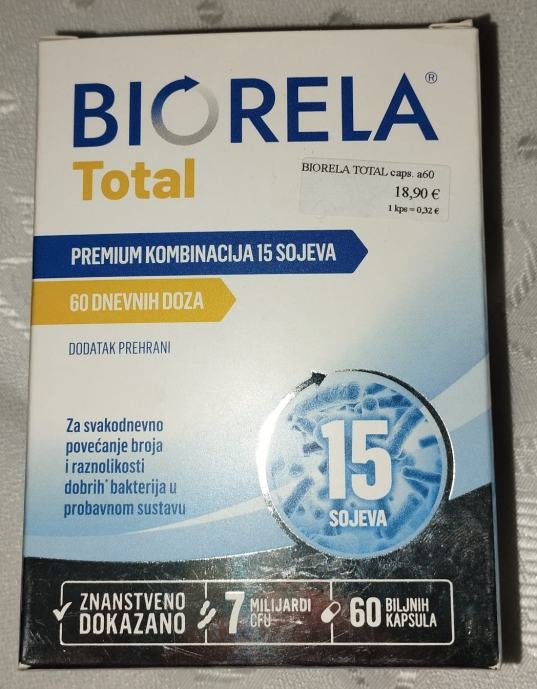 BIORELA®
Total
BIORELA TOTAL caps. a60
18,90 €
1 kps = 0,32 €
PREMIUM KOMBINACIJA 15 SOJEVA
60 DNEVNIH DOZA
DODATAK PREHRANI
Za svakodnevno
povećanje broja
i raznolikosti
dobrih* bakterija u
probavnom sustavu
15
SOJEVA
ZNANSTVENO
DOKAZANO
7 MILIJARDI
CFU
60 BILJNIH
KAPSULA